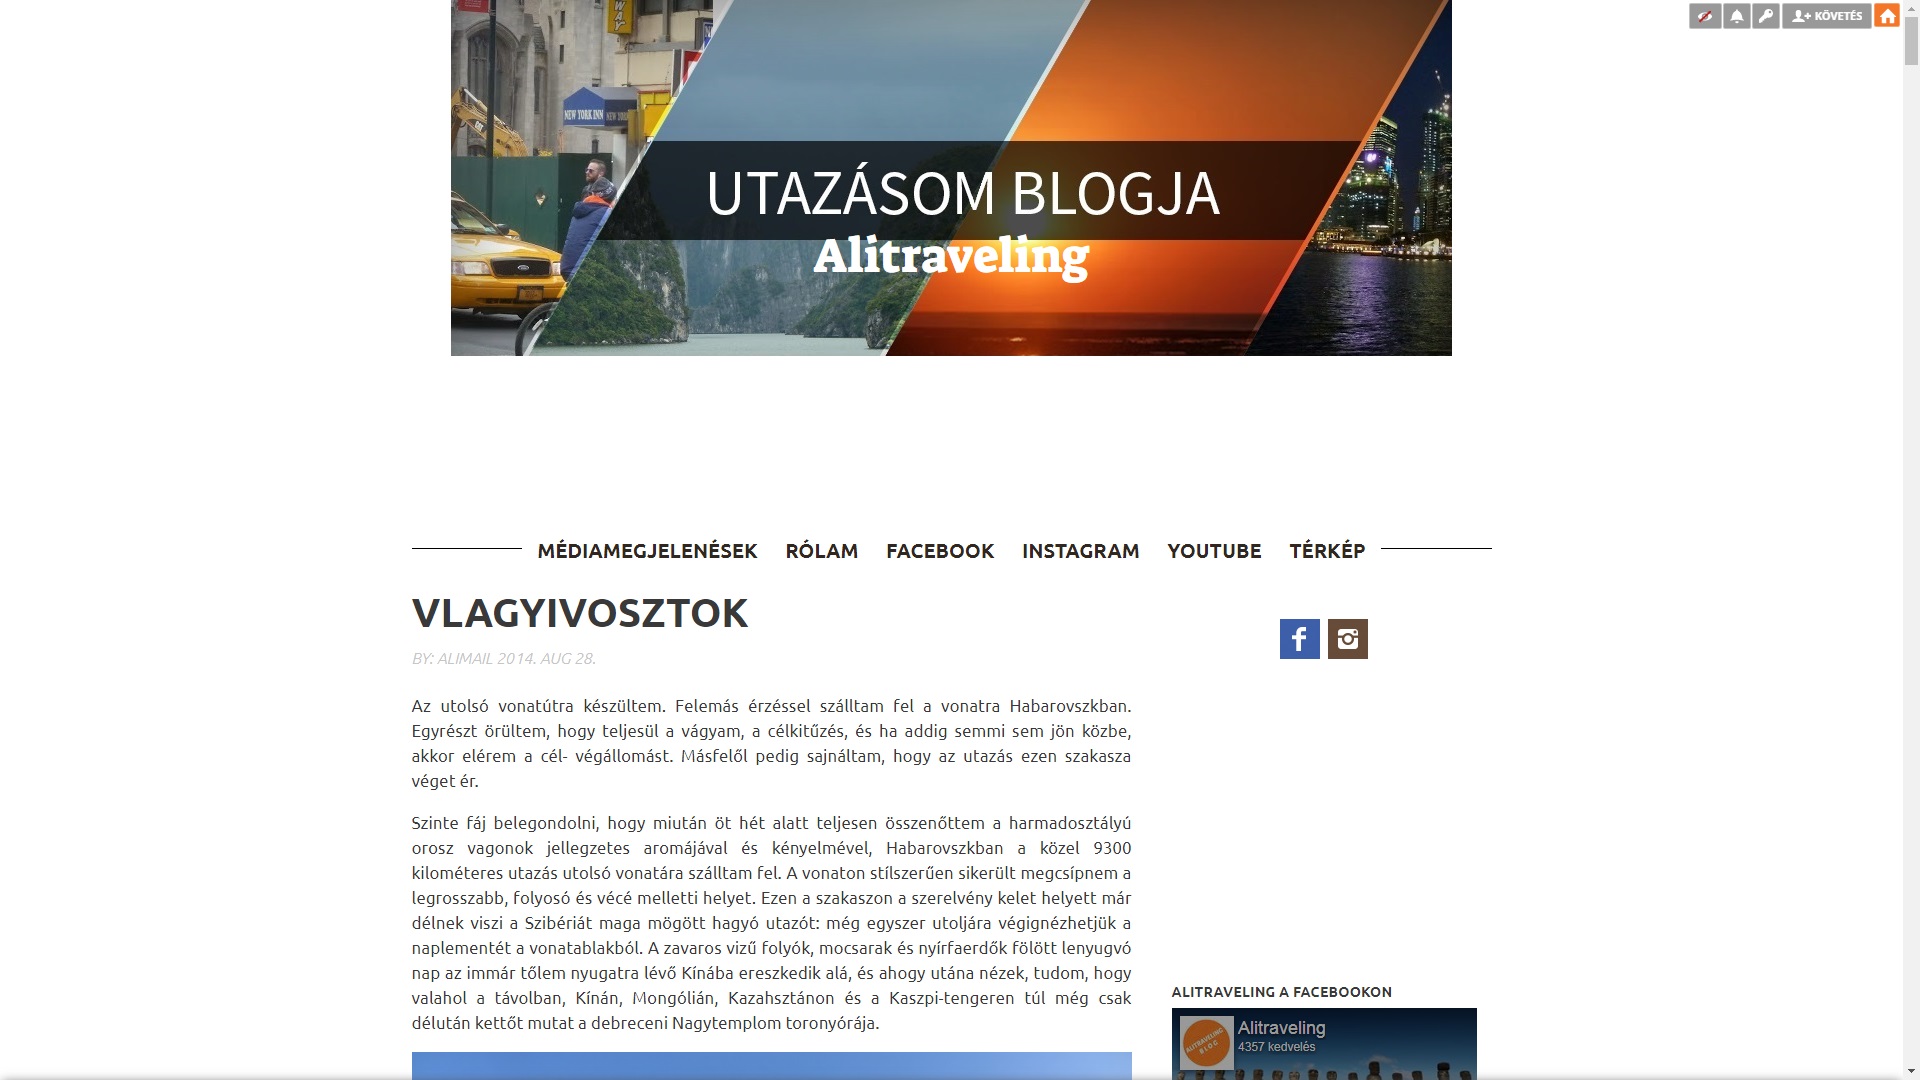 WAY
NEW YORK INN
NEW YORK
UTAZÁSOM BLOGJA
Alitraveling
KÖVETÉS
MÉDIAMEGJELENÉSEK RÓLAM FACEBOOK INSTAGRAM YOUTUBE TÉRKÉP
VLAGYIVOSZTOK
BY: ALIMAIL 2014. AUG 28.
Az utolsó vonatútra készültem. Felemás érzéssel szálltam fel a vonatra Habarovszkban.
Egyrészt örültem, hogy teljesül a vágyam, a célkitűzés, és ha addig semmi sem jön közbe,
akkor elérem a cél- végállomást. Másfelől pedig sajnáltam, hogy az utazás ezen szakasza
véget ér.
Szinte fáj belegondolni, hogy miután öt hét alatt teljesen összenőttem a harmadosztályú
orosz vagonok jellegzetes aromájával és kényelmével, Habarovszkban a közel 9300
kilométeres utazás utolsó vonatára szálltam fel. A vonaton stílszerűen sikerült megcsípnem a
legrosszabb, folyosó és vécé melletti helyet. Ezen a szakaszon a szerelvény kelet helyett már
délnek viszi a Szibériát maga mögött hagyó utazót: még egyszer utoljára végignézhetjük a
naplementét a vonatablakból. A zavaros vizű folyók, mocsarak és nyírfaerdők fölött lenyugvó
nap az immár tőlem nyugatra lévő Kínába ereszkedik alá, és ahogy utána nézek, tudom, hogy
valahol a távolban, Kínán, Mongólián, Kazahsztánon és a Kaszpi-tengeren túl még csak
délután kettőt mutat a debreceni Nagytemplom toronyórája.
ALITRAVELING A FACEBOOKON
ALITRAVELING
BLOG
Alitraveling
4357 kedvelés